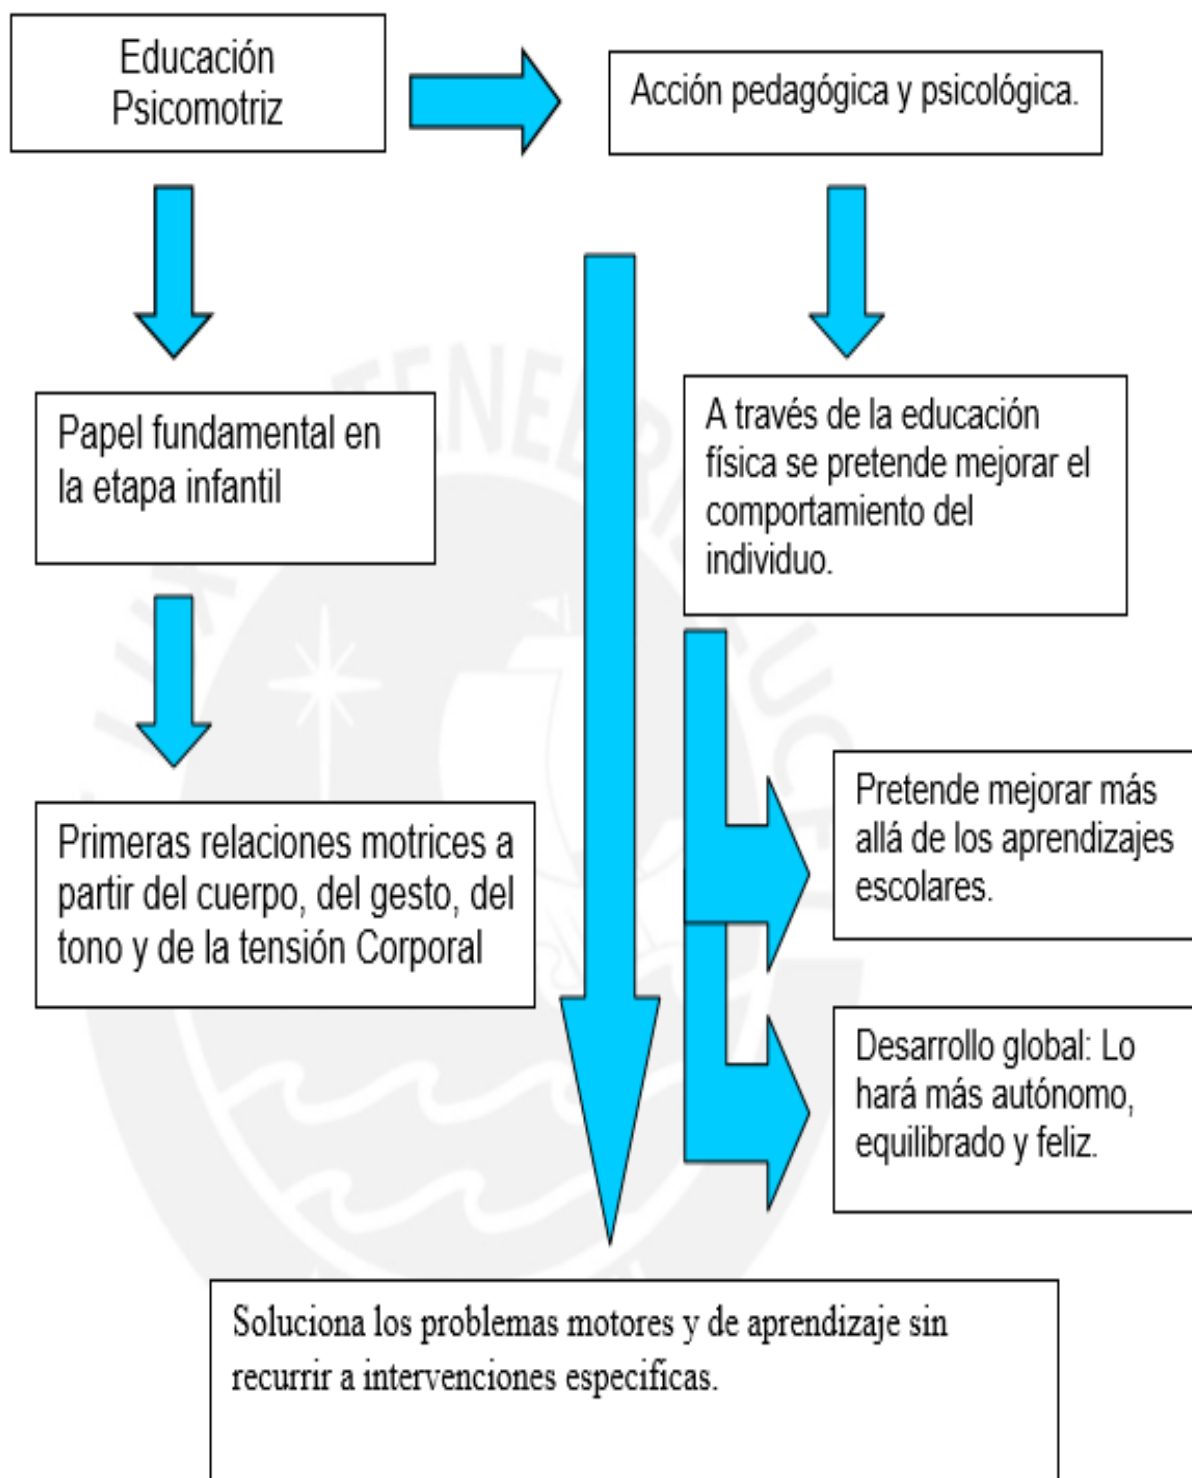 Educación
Psicomotriz
Acción pedagógica y psicológica.
Papel fundamental en
la etapa infantil
A través de la educación
física se pretende mejorar el
comportamiento del
individuo.
Primeras relaciones motrices a
partir del cuerpo, del gesto, del
tono y de la tensión Corporal
Pretende mejorar más
allá de los aprendizajes
escolares.
Desarrollo global: Lo
hará más autónomo,
equilibrado y feliz.
Soluciona los problemas motores y de aprendizaje sin
recurrir a intervenciones especificas.